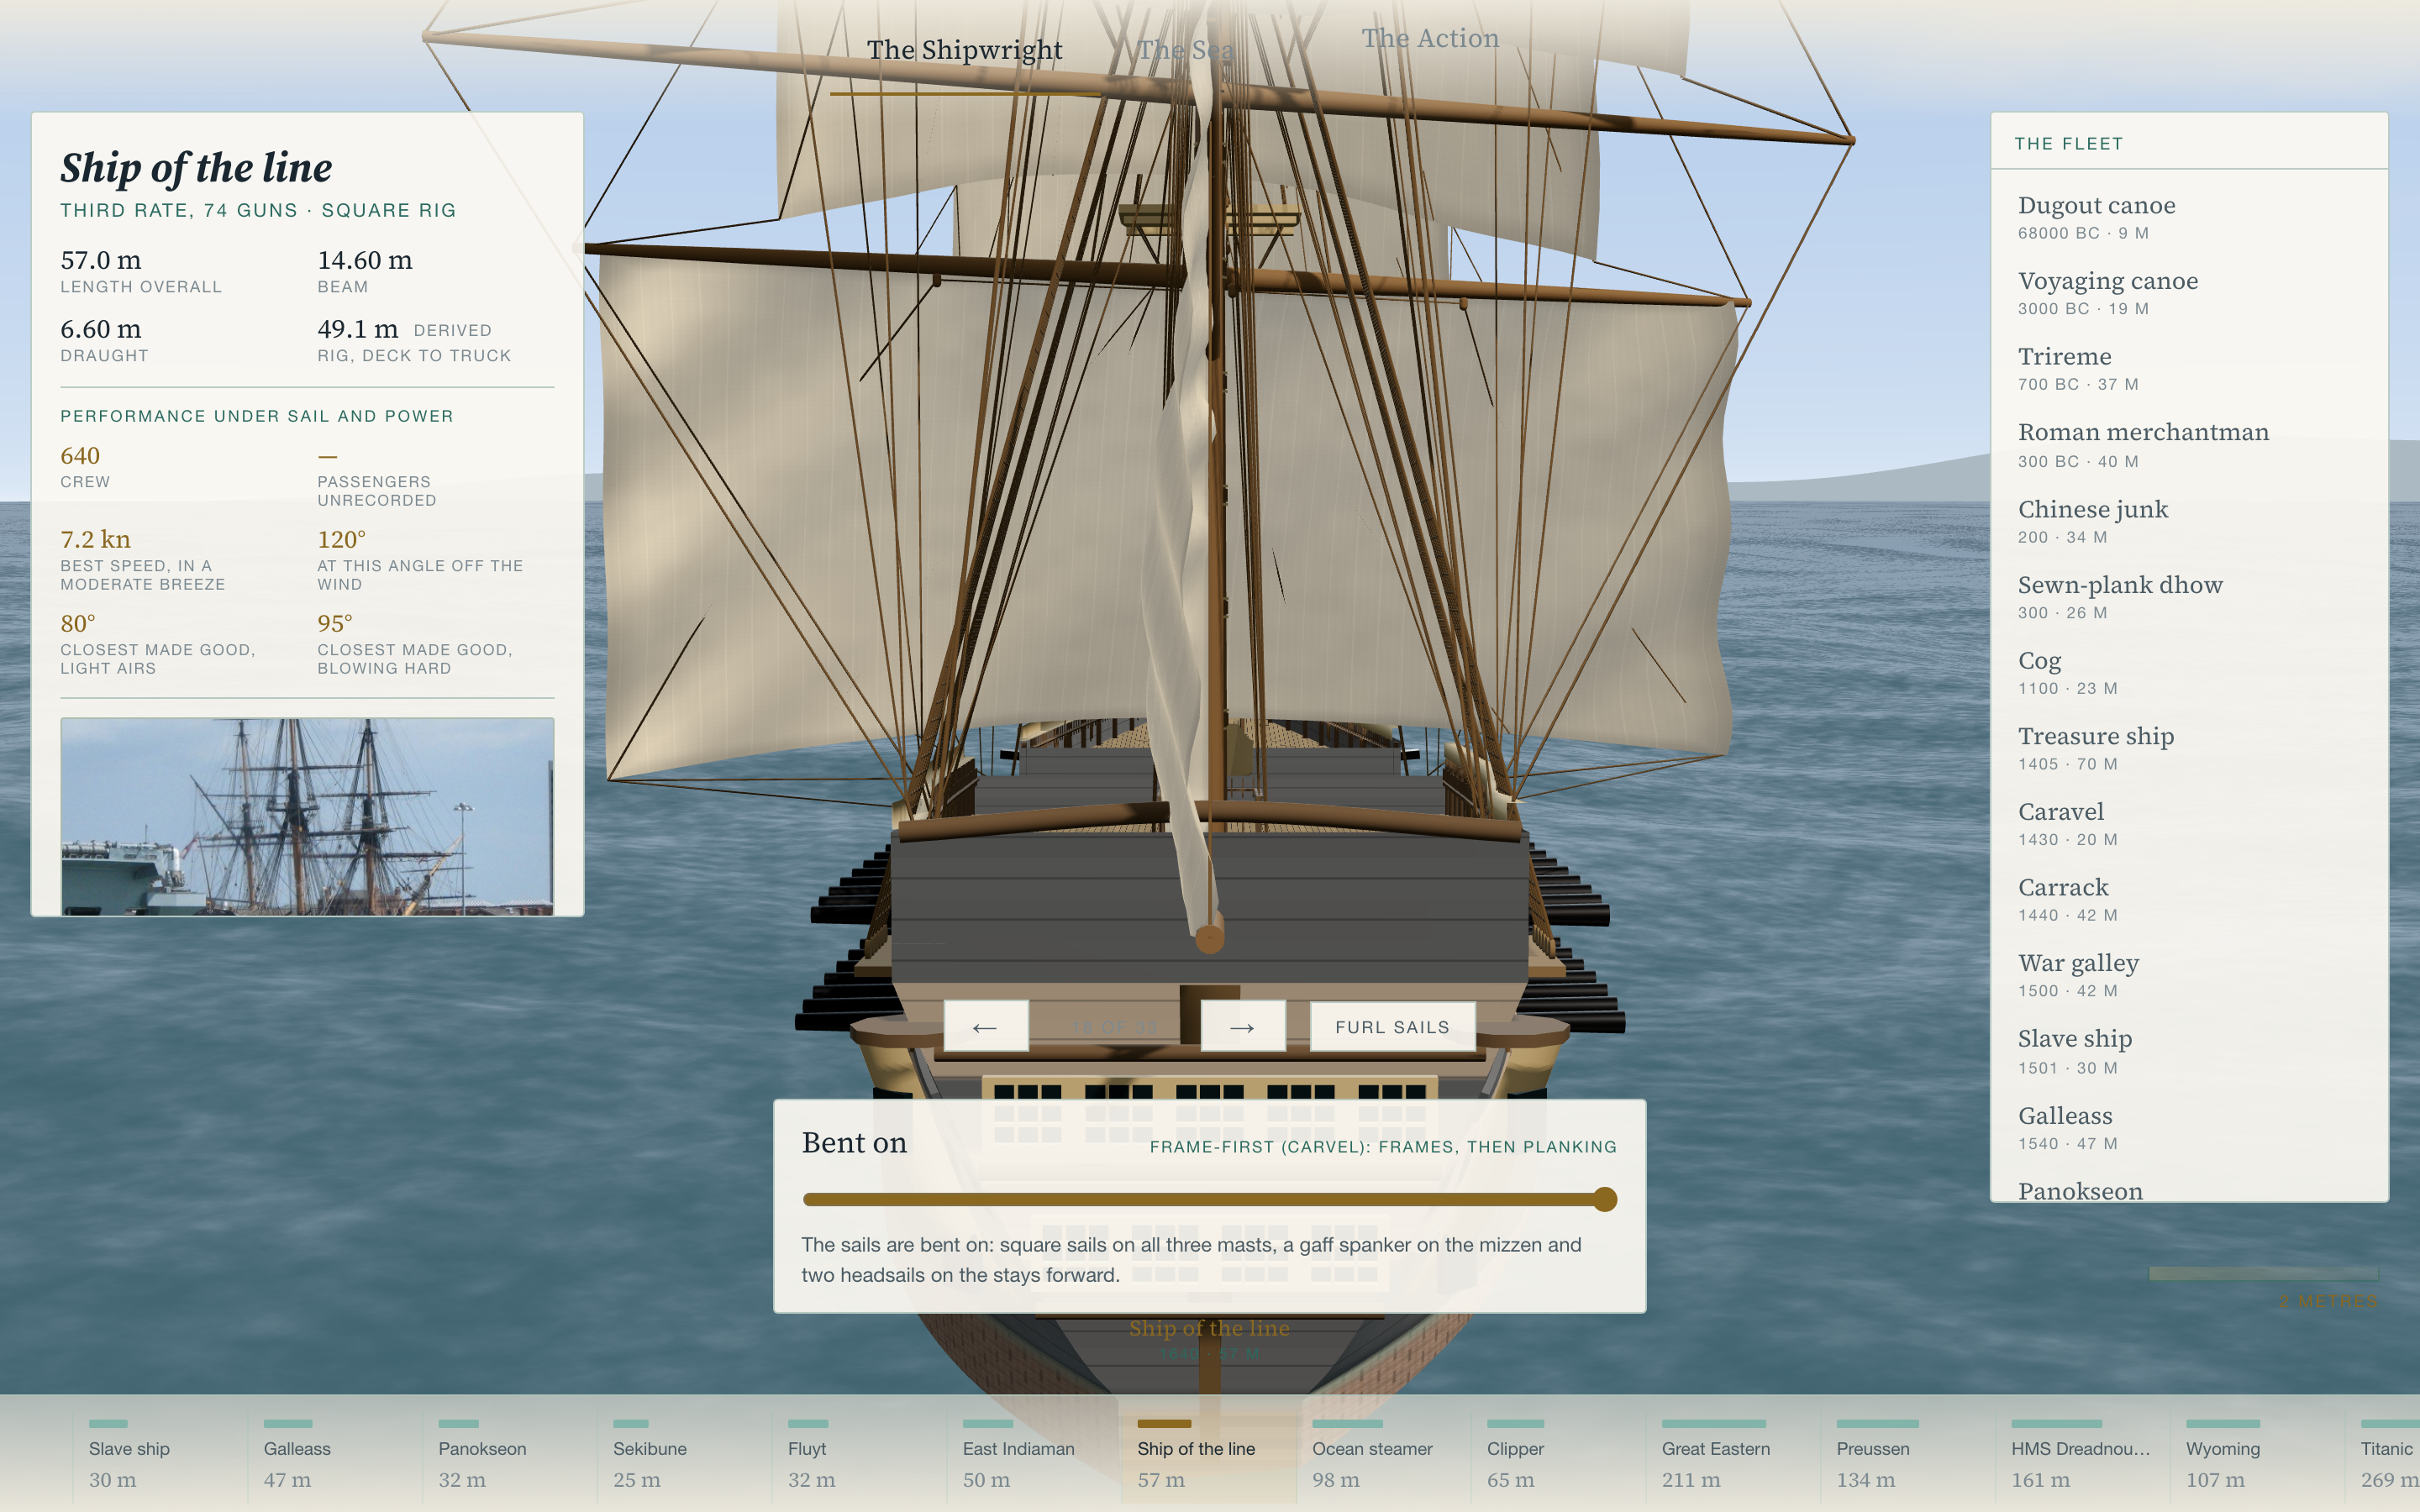 The Shipwright
The Sea
The Action
Ship of the line
THIRD RATE, 74 GUNS · SQUARE RIG
57.0 m
LENGTH OVERALL
14.60 m
BEAM
6.60 m
DRAUGHT
49.1 m DERIVED
RIG, DECK TO TRUCK
PERFORMANCE UNDER SAIL AND POWER
640
CREW
—
PASSENGERS
UNRECORDED
7.2 kn
BEST SPEED, IN A
MODERATE BREEZE
120°
AT THIS ANGLE OFF THE
WIND
80°
CLOSEST MADE GOOD,
LIGHT AIRS
95°
CLOSEST MADE GOOD,
BLOWING HARD
THE FLEET
Dugout canoe
68000 BC · 9 M
Voyaging canoe
3000 BC · 19 M
Trireme
700 BC · 37 M
Roman merchantman
300 BC · 40 M
Chinese junk
200 · 34 M
Sewn-plank dhow
300 · 26 M
Cog
1100 · 23 M
Treasure ship
1405 · 70 M
Caravel
1430 · 20 M
Carrack
1440 · 42 M
War galley
1500 · 42 M
Slave ship
1501 · 30 M
Galleass
1540 · 47 M
Panokseon
←
→
FURL SAILS
Bent on
FRAME-FIRST (CARVEL): FRAMES, THEN PLANKING
The sails are bent on: square sails on all three masts, a gaff spanker on the mizzen and
two headsails on the stays forward.
2 METRES
Ship of the line
1640 · 57 M
Slave ship
30 m
Galleass
47 m
Panokseon
32 m
Sekibune
25 m
Fluyt
32 m
East Indiaman
50 m
Ship of the line
57 m
Ocean steamer
98 m
Clipper
65 m
Great Eastern
211 m
Preussen
134 m
HMS Dreadnou…
161 m
Wyoming
107 m
Titanic
269 m